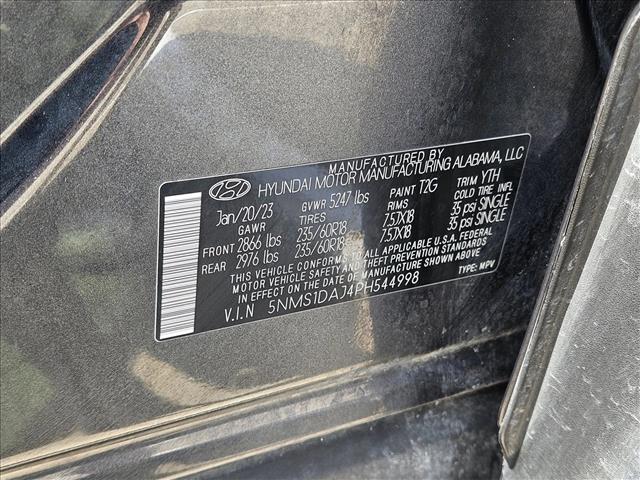 MANUFACTURED BY
HYUNDAI MOTOR MANUFACTURING ALABAMA, LLC
Jan/20/23 GVWR 5247 lbs PAINT T2G TRIM YTH
GAWR TIRES RIMS COLD TIRE INFL
FRONT 2866 lbs 235/60R18 7.5JX18 35 psi SINGLE
REAR 2976 lbs 235/60R18 7.5JX18 35 psi SINGLE
THIS VEHICLE CONFORMS TO ALL APPLICABLE U.S.A. FEDERAL
MOTOR VEHICLE SAFETY STANDARDS
IN EFFECT ON THE DATE OF MANUFACTURE SHOWN ABOVE.
V.I.N 5NMS1DAJ4PH544998 TYPE: MPV